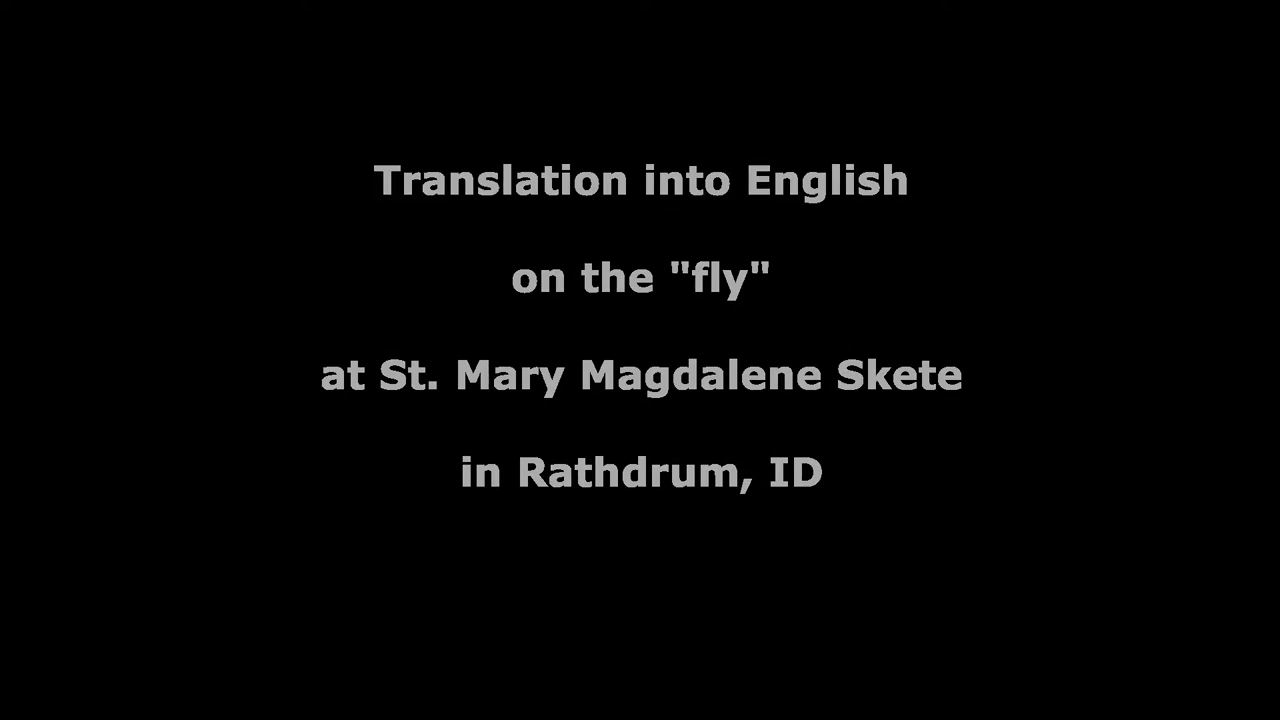 Translation into English
on the "fly"
at St. Mary Magdalene Skete
in Rathdrum, ID